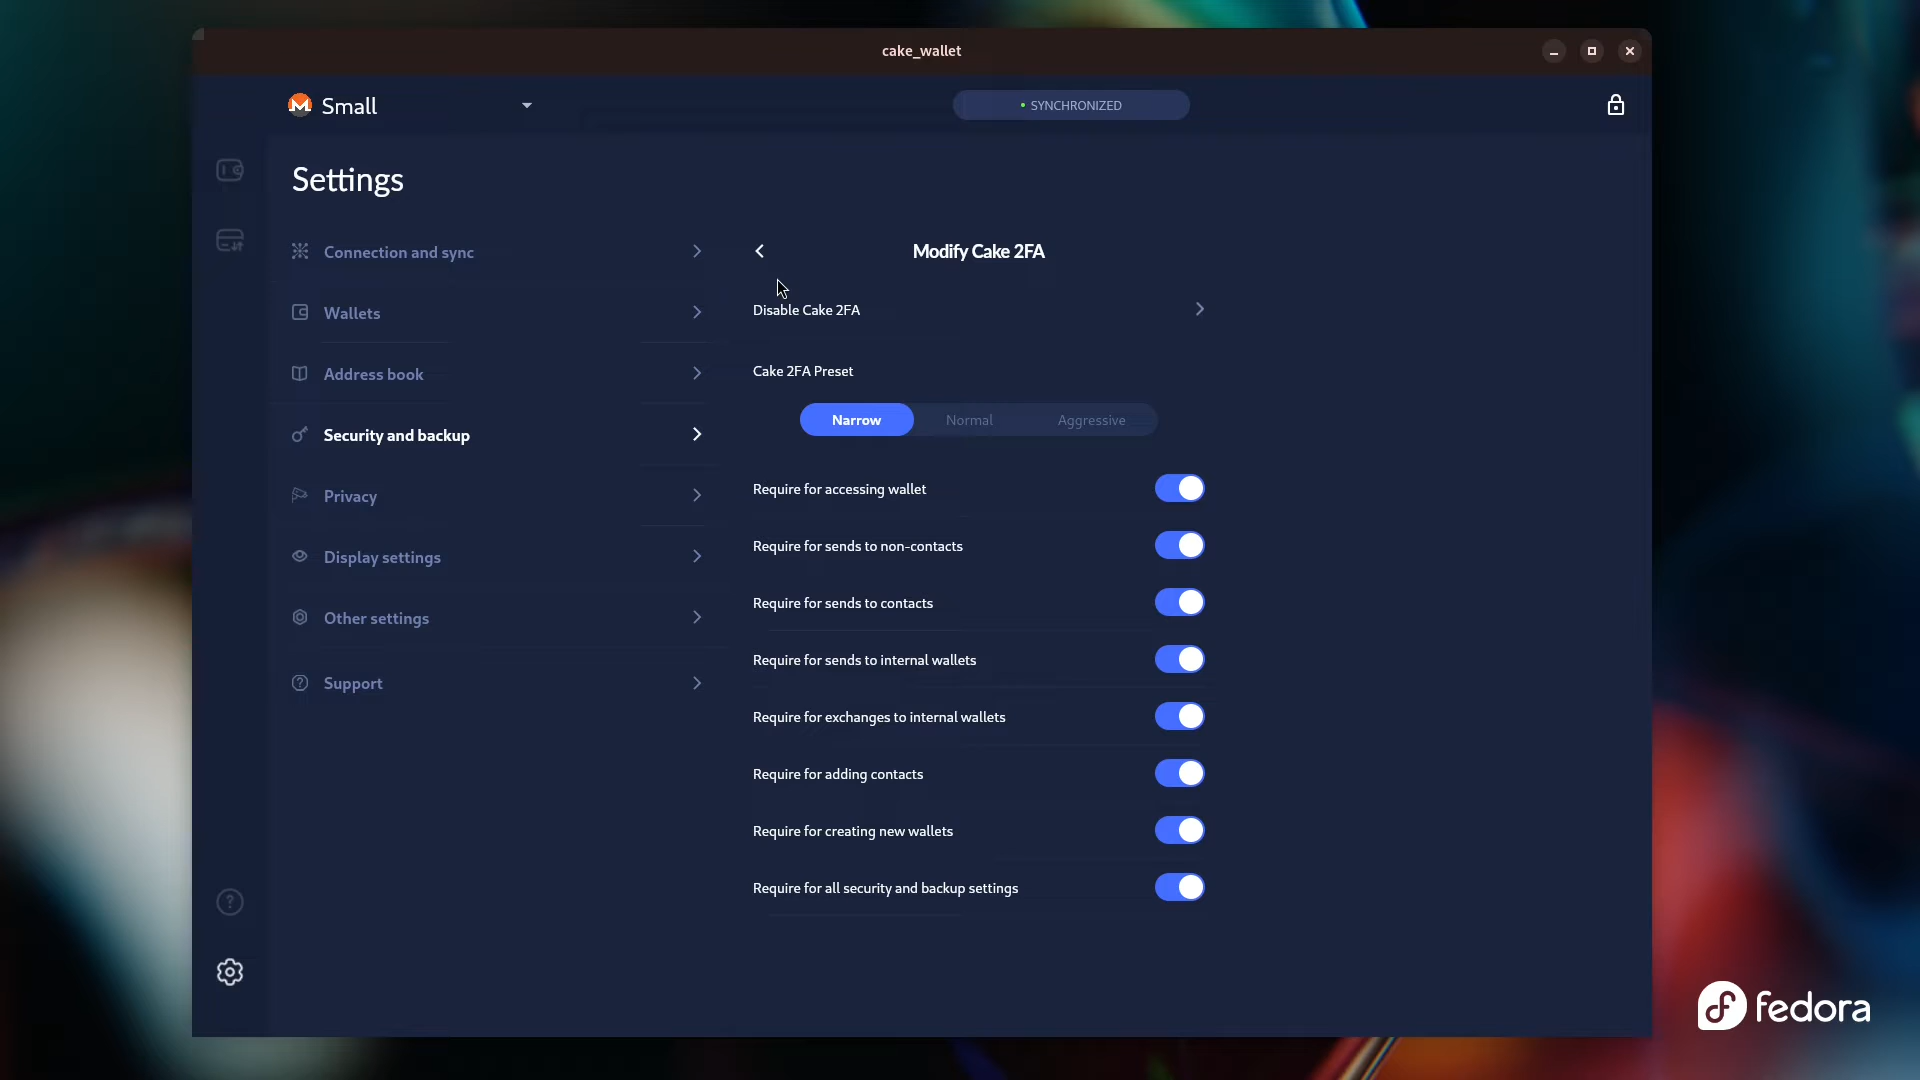 cake_wallet
Small
SYNCHRONIZED
Settings
Connection and sync
Wallets
Address book
Security and backup
Privacy
Display settings
Other settings
Support
Modify Cake 2FA
Disable Cake 2FA
Cake 2FA Preset
Narrow Normal Aggressive
Require for accessing wallet
Require for sends to non-contacts
Require for sends to contacts
Require for sends to internal wallets
Require for exchanges to internal wallets
Require for adding contacts
Require for creating new wallets
Require for all security and backup settings
fedora